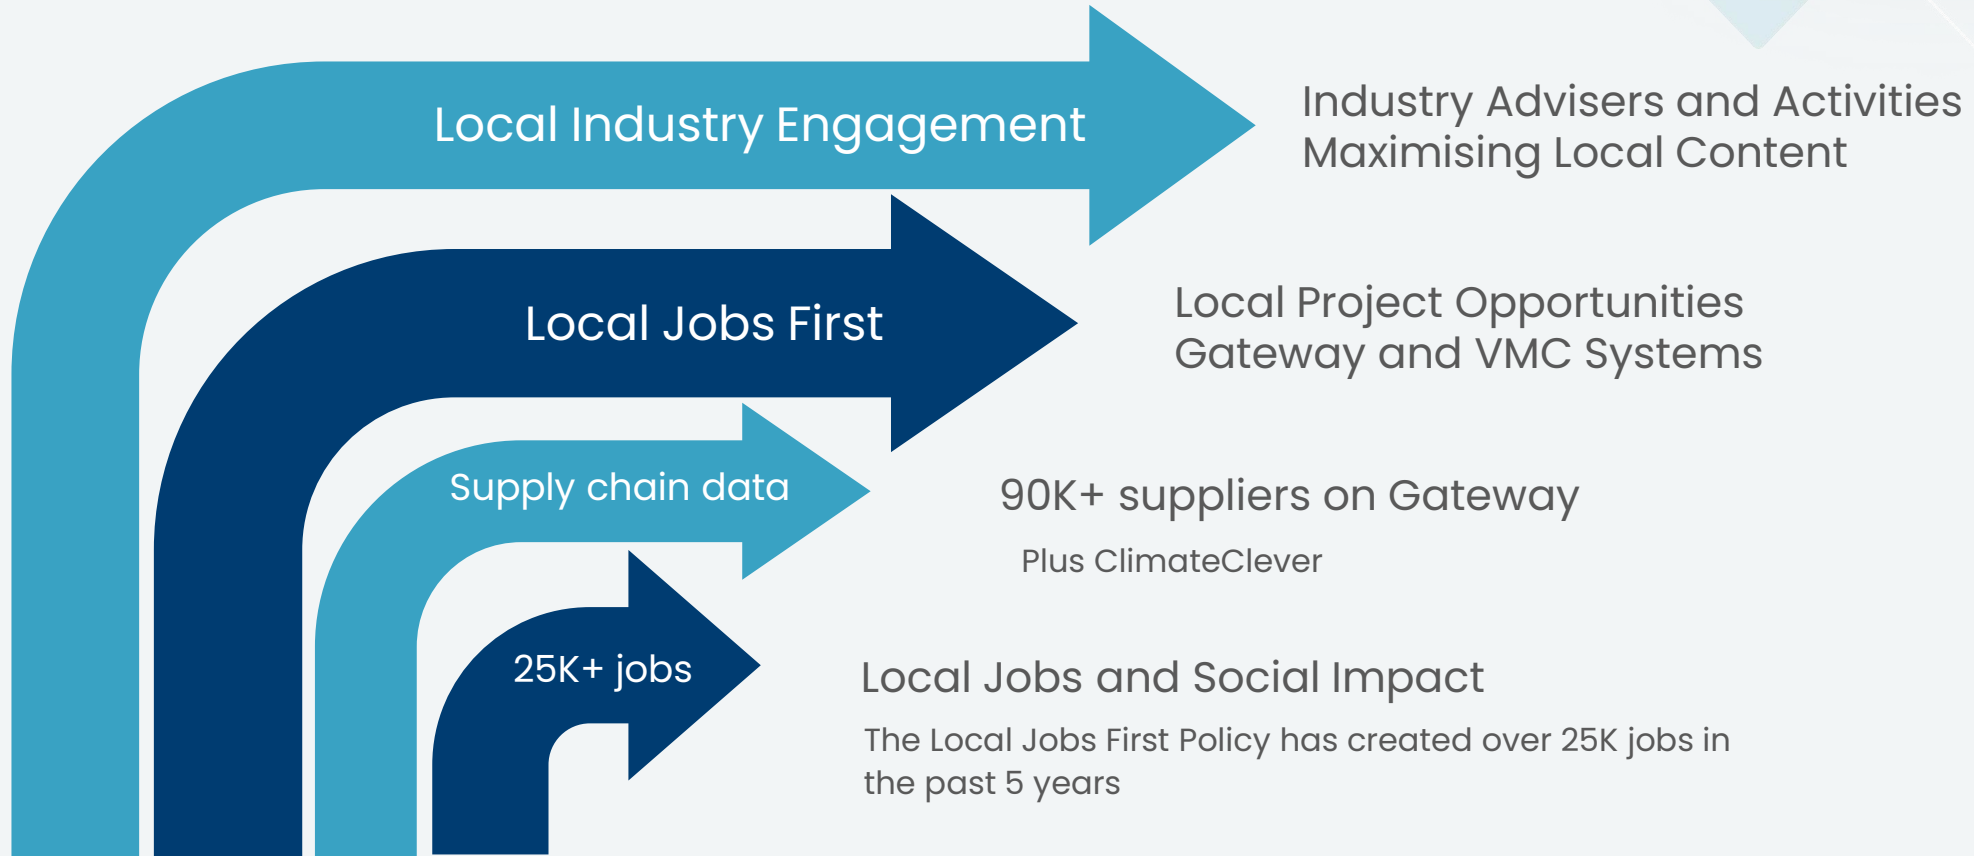 Local Industry Engagement
Industry Advisers and Activities
Maximising Local Content
Local Jobs First
Local Project Opportunities
Gateway and VMC Systems
Supply chain data
90K+ suppliers on Gateway
Plus ClimateClever
25K+ jobs
Local Jobs and Social Impact
The Local Jobs First Policy has created over 25K jobs in
the past 5 years